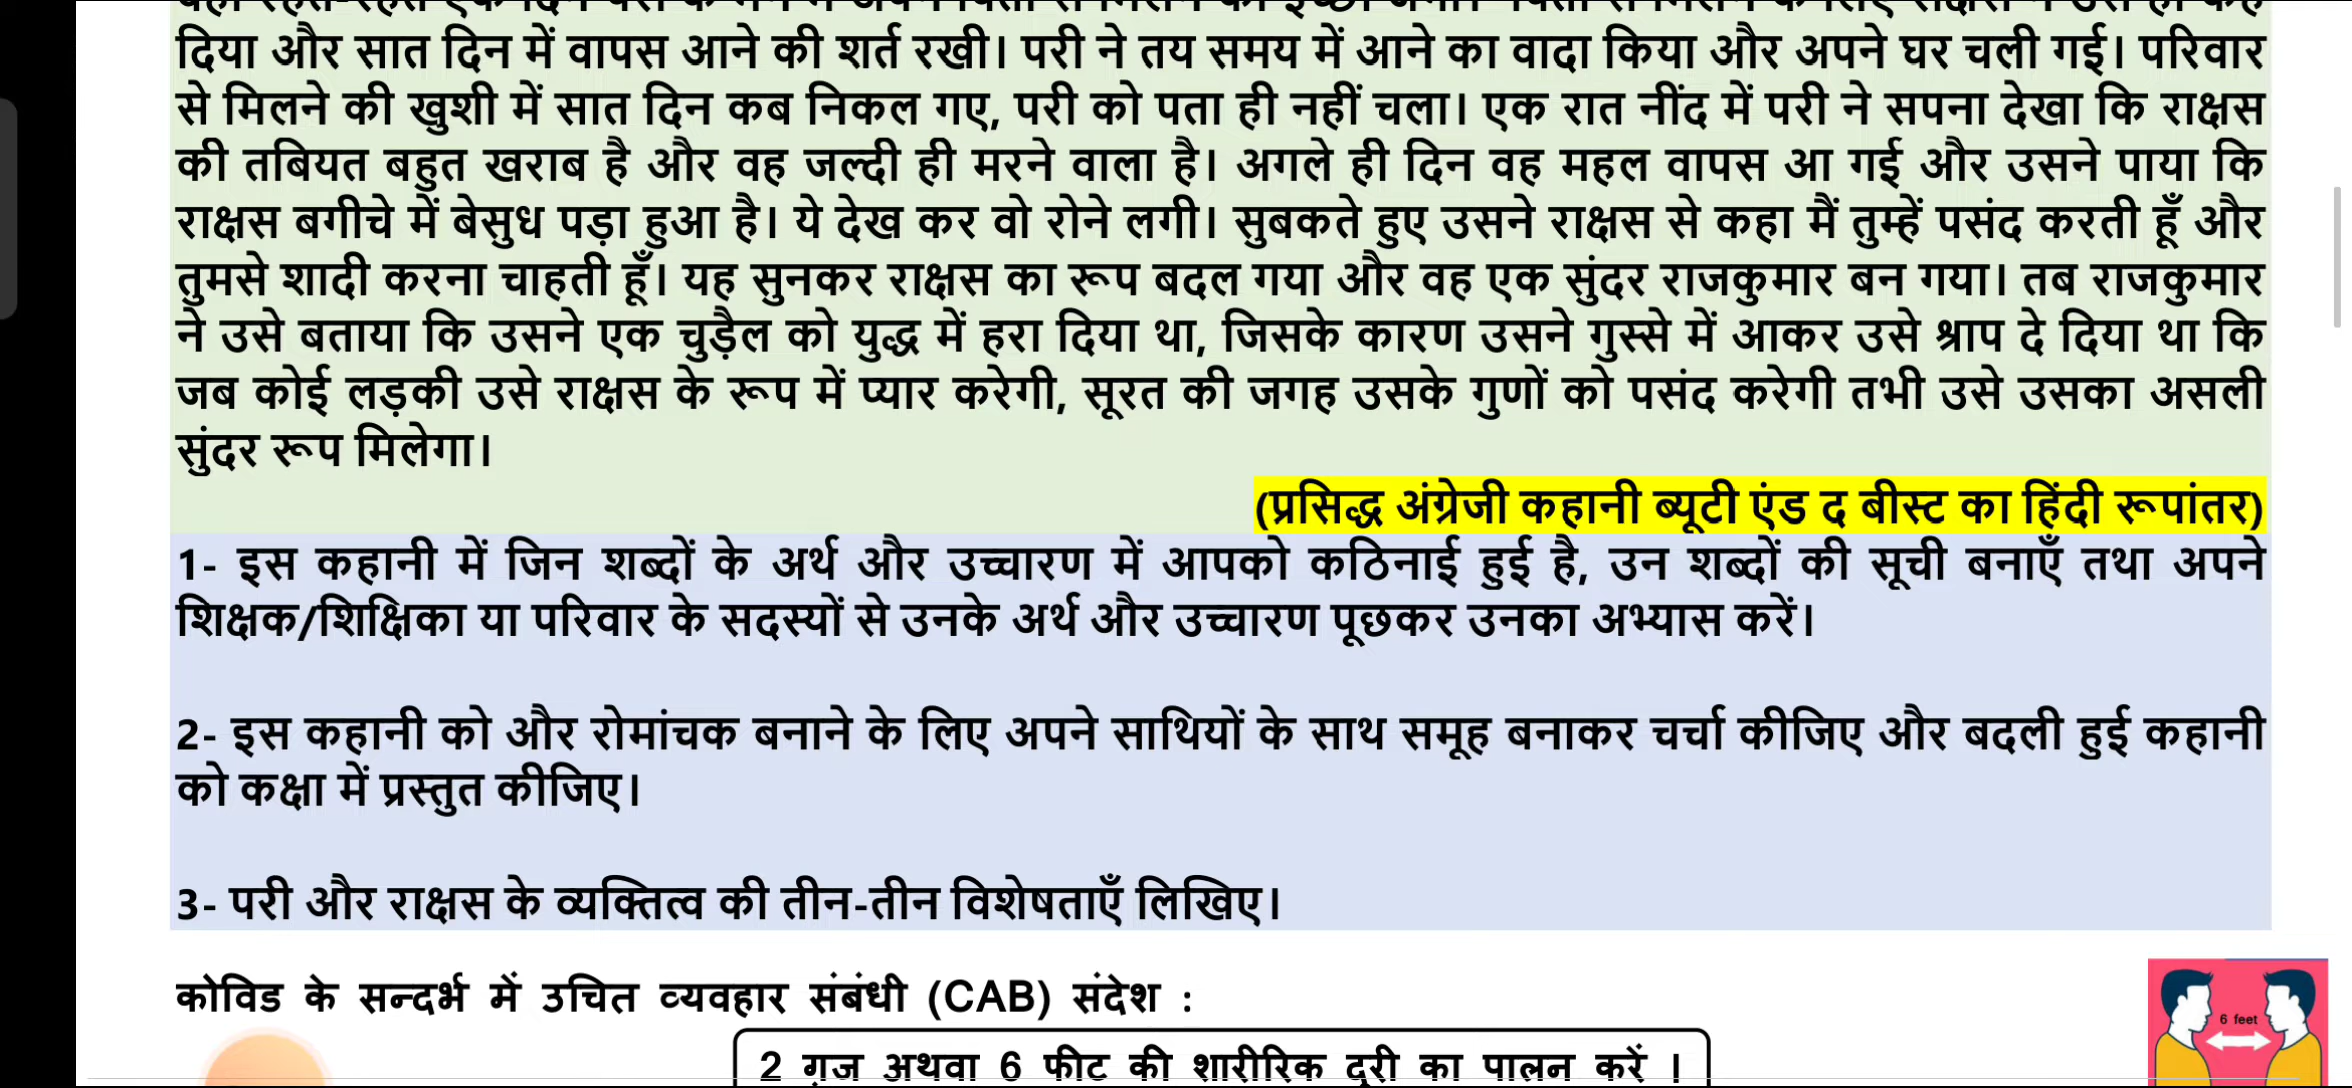 दिया और सात दिन में वापस आने की शर्त रखी। परी ने तय समय में आने का वादा किया और अपने घर चली गई। परिवार
से मिलने की खुशी में सात दिन कब निकल गए, परी को पता ही नहीं चला। एक रात नींद में परी ने सपना देखा कि राक्षस
की तबियत बहुत खराब है और वह जल्दी ही मरने वाला है। अगले ही दिन वह महल वापस आ गई और उसने पाया कि
राक्षस बगीचे में बेसुध पड़ा हुआ है। ये देख कर वो रोने लगी। सुबकते हुए उसने राक्षस से कहा मैं तुम्हें पसंद करती हूँ और
तुमसे शादी करना चाहती हूँ। यह सुनकर राक्षस का रूप बदल गया और वह एक सुंदर राजकुमार बन गया। तब राजकुमार
ने उसे बताया कि उसने एक चुड़ैल को युद्ध में हरा दिया था, जिसके कारण उसने गुस्से में आकर उसे श्राप दे दिया था कि
जब कोई लड़की उसे राक्षस के रूप में प्यार करेगी, सूरत की जगह उसके गुणों को पसंद करेगी तभी उसे उसका असली
सुंदर रूप मिलेगा।
(प्रसिद्ध अंग्रेजी कहानी ब्यूटी एंड द बीस्ट का हिंदी रूपांतर)
1- इस कहानी में जिन शब्दों के अर्थ और उच्चारण में आपको कठिनाई हुई है, उन शब्दों की सूची बनाएँ तथा अपने
शिक्षक/शिक्षिका या परिवार के सदस्यों से उनके अर्थ और उच्चारण पूछकर उनका अभ्यास करें।
2- इस कहानी को और रोमांचक बनाने के लिए अपने साथियों के साथ समूह बनाकर चर्चा कीजिए और बदली हुई कहानी
को कक्षा में प्रस्तुत कीजिए।
3- परी और राक्षस के व्यक्तित्व की तीन-तीन विशेषताएँ लिखिए।
कोविड के सन्दर्भ में उचित व्यवहार संबंधी (CAB) संदेश :
6 feet
2 गज अथवा 6 फीट की शारीरिक दूरी का पालन करें ।